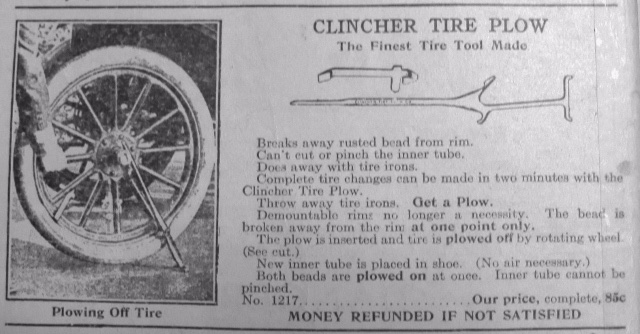 CLINCHER TIRE PLOW
The Finest Tire Tool Made
Breaks away rusted bead from rim.
Can't cut or pinch the inner tube.
Does away with tire irons.
Complete tire changes can be made in two minutes with the
Clincher Tire Plow.
Throw away tire irons. Get a Plow.
Demountable rims no longer a necessity. The bead is
broken away from the rim at one point only.
The plow is inserted and tire is plowed off by rotating wheel.
(See cut.)
New inner tube is placed in shoe. (No air necessary.)
Both beads are plowed on at once. Inner tube cannot be
pinched.
No. 1217......................Our price, complete, 85c
MONEY REFUNDED IF NOT SATISFIED
Plowing Off Tire